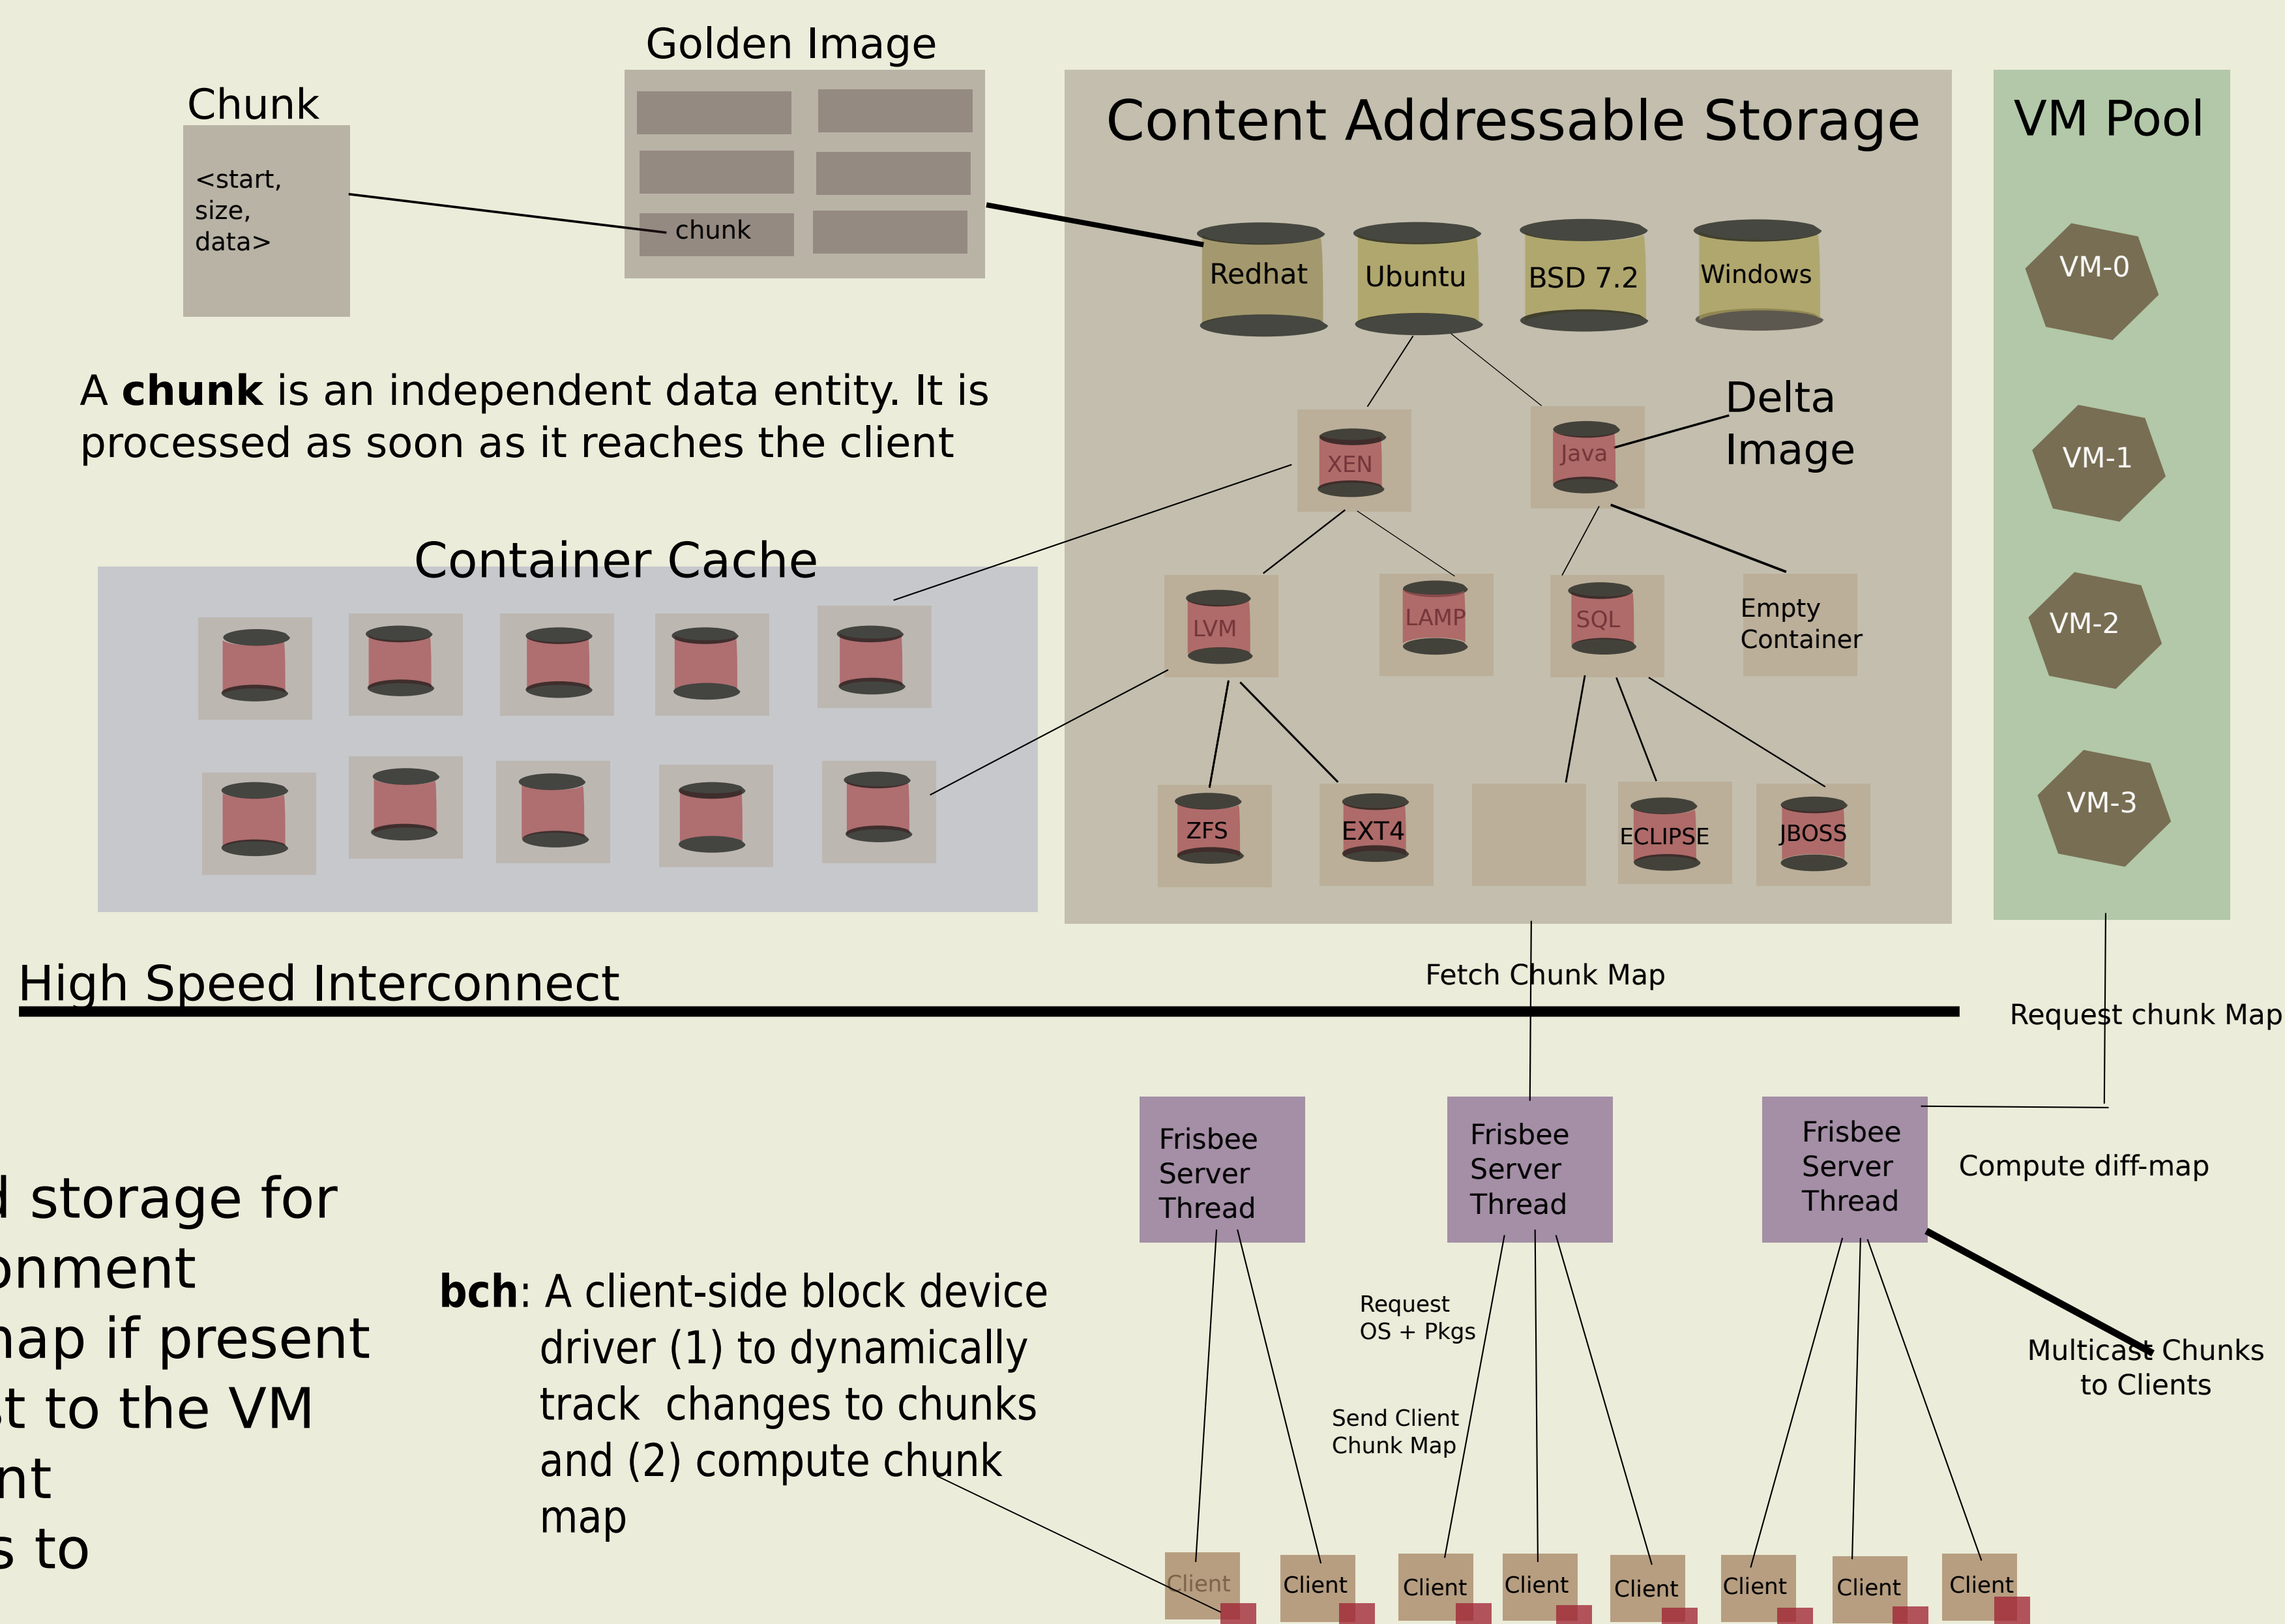 Golden Image
Chunk
<start,
size,
data>
chunk
Content Addressable Storage
VM Pool
Redhat
Ubuntu
BSD 7.2
Windows
VM-0
A chunk is an independent data entity. It is
processed as soon as it reaches the client
Delta
Image
XEN
Java
VM-1
Container Cache
LVM
LAMP
SQL
Empty
Container
VM-2
ZFS
EXT4
ECLIPSE
JBOSS
VM-3
High Speed Interconnect
Fetch Chunk Map
Request chunk Map
Frisbee
Server
Thread
Frisbee
Server
Thread
Frisbee
Server
Thread
Compute diff-map
storage for
onment
map if present
st to the VM
nt
s to
bch: A client-side block device
driver (1) to dynamically
track changes to chunks
and (2) compute chunk
map
Request
OS + Pkgs
Send Client
Chunk Map
Multicast Chunks
to Clients
Client
Client
Client
Client
Client
Client
Client
Client